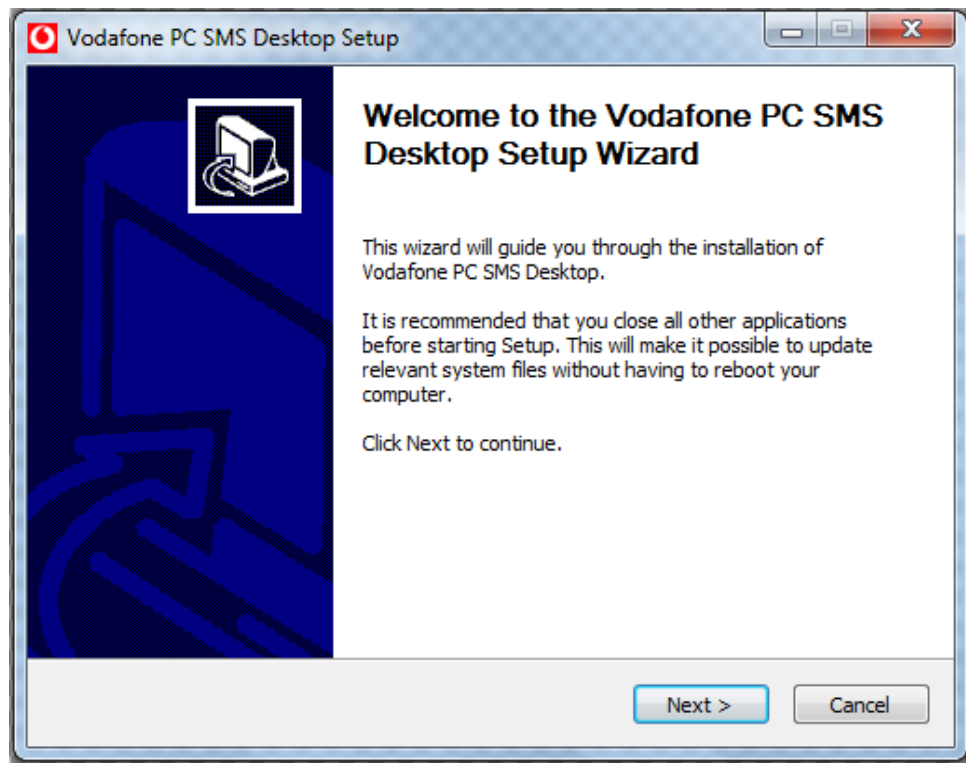 Vodafone PC SMS Desktop Setup
Welcome to the Vodafone PC SMS
Desktop Setup Wizard
This wizard will guide you through the installation of
Vodafone PC SMS Desktop.
It is recommended that you close all other applications
before starting Setup. This will make it possible to update
relevant system files without having to reboot your
computer.
Click Next to continue.
Next >
Cancel